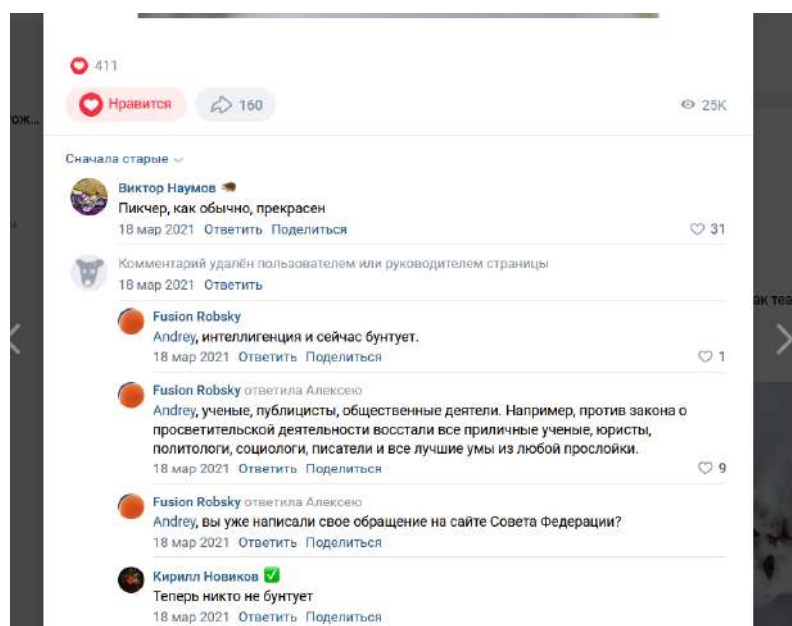 411
Нравится 160 25K
ож...
Сначала старые
Виктор Наумов
Пикчер, как обычно, прекрасен
18 мар 2021 Ответить Поделиться 31
Комментарий удалён пользователем или руководителем страницы
18 мар 2021 Ответить
ак теа
Fusion Robsky
Andrey, интеллигенция и сейчас бунтует.
18 мар 2021 Ответить Поделиться 1
Fusion Robsky ответила Алексею
Andrey, ученые, публицисты, общественные деятели. Например, против закона о
просветительской деятельности восстали все приличные ученые, юристы,
политологи, социологи, писатели и все лучшие умы из любой прослойки.
18 мар 2021 Ответить Поделиться 9
Fusion Robsky ответила Алексею
Andrey, вы уже написали свое обращение на сайте Совета Федерации?
18 мар 2021 Ответить Поделиться
Кирилл Новиков
Теперь никто не бунтует
18 мар 2021 Ответить Поделиться